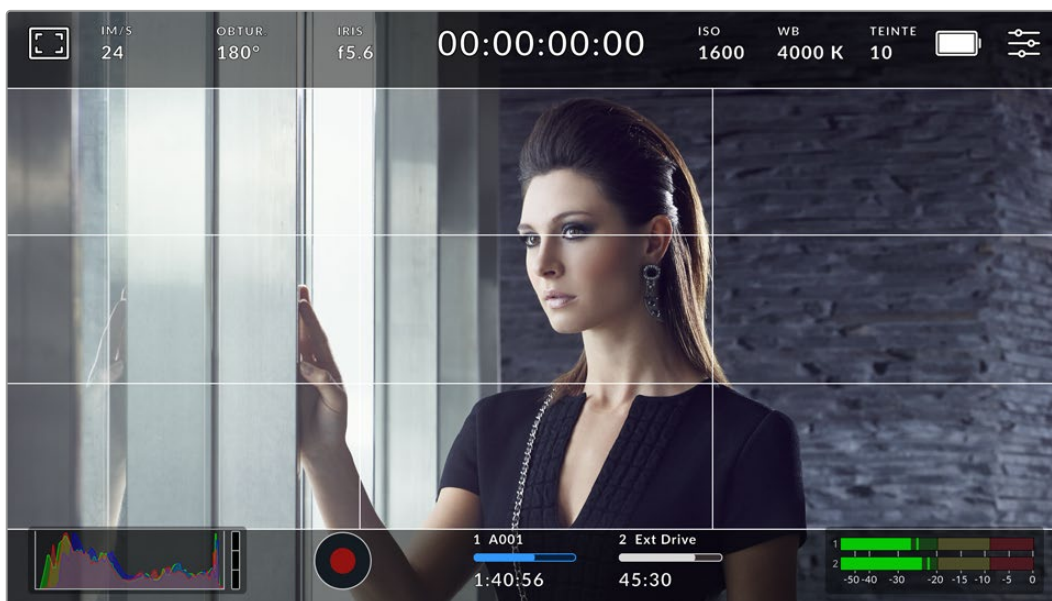 IM/S OBTUR. IRIS 00:00:00:00 ISO WB TEINTE
24 180° f5.6 1600 4000 K 10
1 A001 2 Ext Drive
1:40:56 45:30
1
2
-50 -40 -30 -20 -15 -10 -5 0